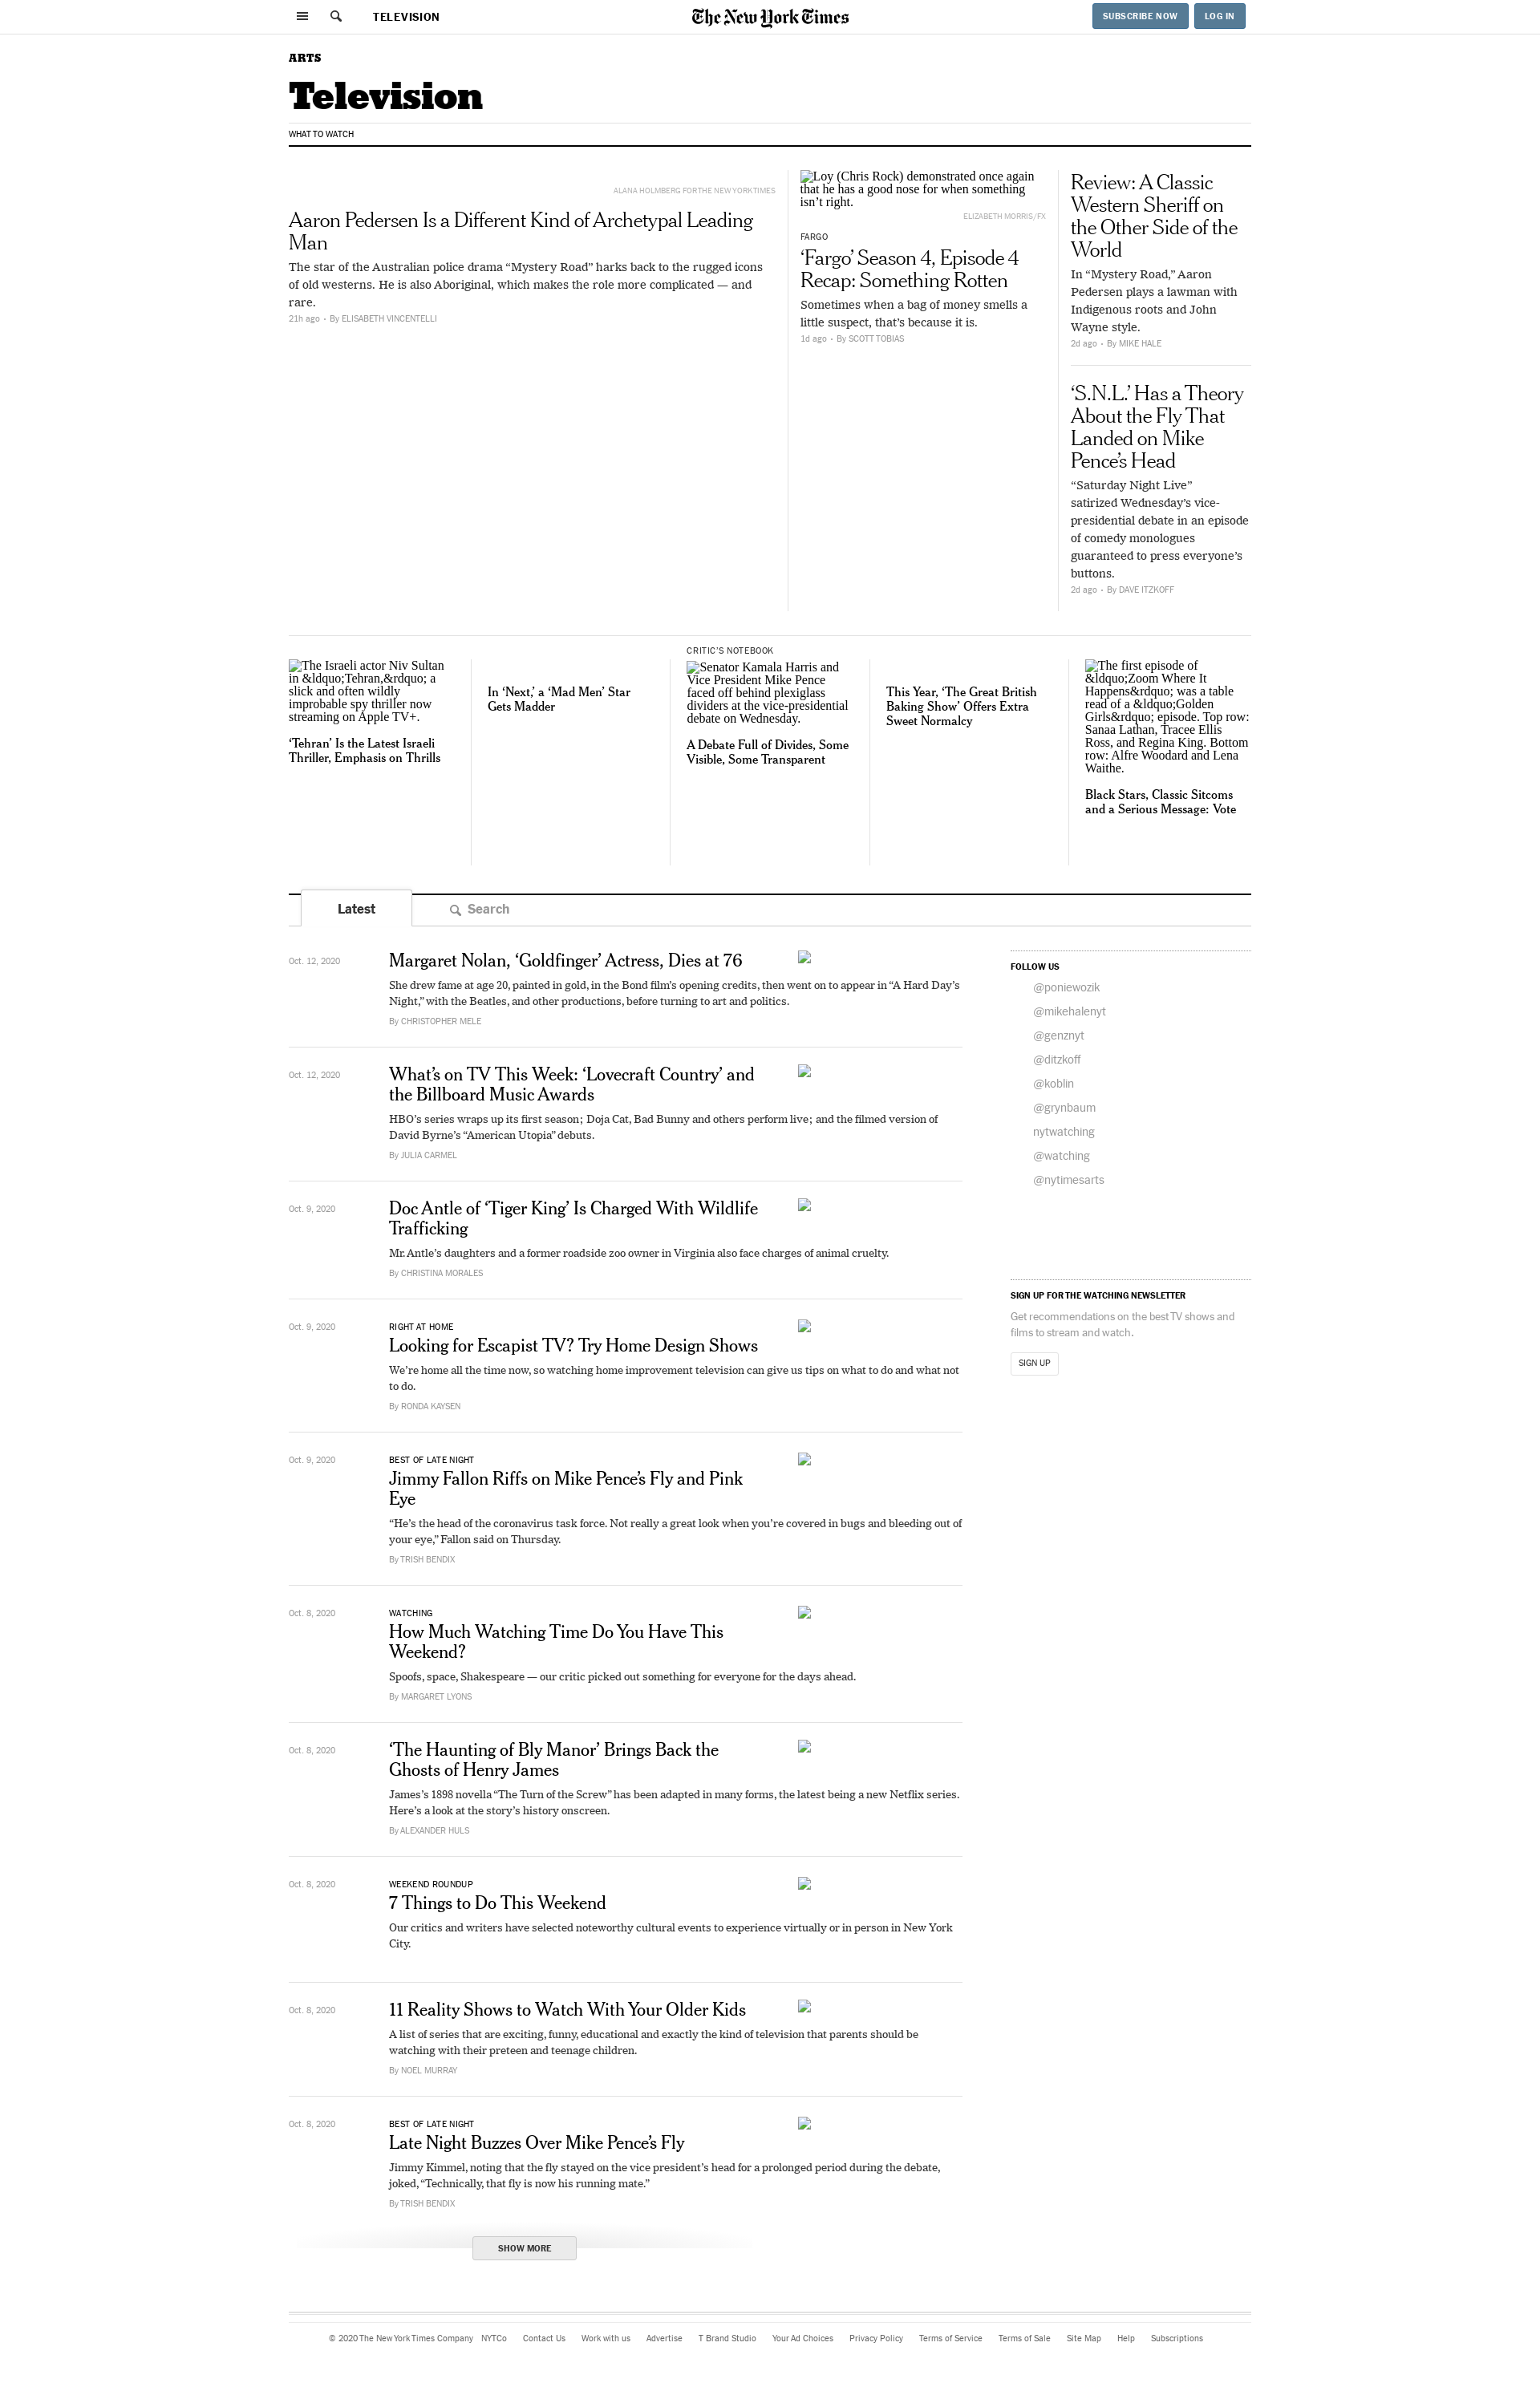 TELEVISION
The New York Times
SUBSCRIBE NOW
LOG IN
ARTS
Television
WHAT TO WATCH
ALANA HOLMBERG FOR THE NEW YORK TIMES
Aaron Pedersen Is a Different Kind of Archetypal Leading
Man
The star of the Australian police drama “Mystery Road” harks back to the rugged icons
of old westerns. He is also Aboriginal, which makes the role more complicated — and
rare.
21h ago • By ELISABETH VINCENTELLI
Loy (Chris Rock) demonstrated once again
that he has a good nose for when something
isn’t right.
ELIZABETH MORRIS/FX
FARGO
‘Fargo’ Season 4, Episode 4
Recap: Something Rotten
Sometimes when a bag of money smells a
little suspect, that’s because it is.
1d ago • By SCOTT TOBIAS
Review: A Classic
Western Sheriff on
the Other Side of the
World
In “Mystery Road,” Aaron
Pedersen plays a lawman with
Indigenous roots and John
Wayne style.
2d ago • By MIKE HALE
‘S.N.L.’ Has a Theory
About the Fly That
Landed on Mike
Pence’s Head
“Saturday Night Live”
satirized Wednesday’s vice-
presidential debate in an episode
of comedy monologues
guaranteed to press everyone’s
buttons.
2d ago • By DAVE ITZKOFF
The Israeli actor Niv Sultan
in &ldquo;Tehran,&rdquo; a
slick and often wildly
improbable spy thriller now
streaming on Apple TV+.
‘Tehran’ Is the Latest Israeli
Thriller, Emphasis on Thrills
In ‘Next,’ a ‘Mad Men’ Star
Gets Madder
CRITIC’S NOTEBOOK
Senator Kamala Harris and
Vice President Mike Pence
faced off behind plexiglass
dividers at the vice-presidential
debate on Wednesday.
A Debate Full of Divides, Some
Visible, Some Transparent
This Year, ‘The Great British
Baking Show’ Offers Extra
Sweet Normalcy
The first episode of
&ldquo;Zoom Where It
Happens&rdquo; was a table
read of a &ldquo;Golden
Girls&rdquo; episode. Top row:
Sanaa Lathan, Tracee Ellis
Ross, and Regina King. Bottom
row: Alfre Woodard and Lena
Waithe.
Black Stars, Classic Sitcoms
and a Serious Message: Vote
Latest
Search
Oct. 12, 2020
Margaret Nolan, ‘Goldfinger’ Actress, Dies at 76
She drew fame at age 20, painted in gold, in the Bond film’s opening credits, then went on to appear in “A Hard Day’s
Night,” with the Beatles, and other productions, before turning to art and politics.
By CHRISTOPHER MELE
Oct. 12, 2020
What’s on TV This Week: ‘Lovecraft Country’ and
the Billboard Music Awards
HBO’s series wraps up its first season; Doja Cat, Bad Bunny and others perform live; and the filmed version of
David Byrne’s “American Utopia” debuts.
By JULIA CARMEL
Oct. 9, 2020
Doc Antle of ‘Tiger King’ Is Charged With Wildlife
Trafficking
Mr. Antle’s daughters and a former roadside zoo owner in Virginia also face charges of animal cruelty.
By CHRISTINA MORALES
Oct. 9, 2020
RIGHT AT HOME
Looking for Escapist TV? Try Home Design Shows
We’re home all the time now, so watching home improvement television can give us tips on what to do and what not
to do.
By RONDA KAYSEN
Oct. 9, 2020
BEST OF LATE NIGHT
Jimmy Fallon Riffs on Mike Pence’s Fly and Pink
Eye
“He’s the head of the coronavirus task force. Not really a great look when you’re covered in bugs and bleeding out of
your eye,” Fallon said on Thursday.
By TRISH BENDIX
Oct. 8, 2020
WATCHING
How Much Watching Time Do You Have This
Weekend?
Spoofs, space, Shakespeare — our critic picked out something for everyone for the days ahead.
By MARGARET LYONS
Oct. 8, 2020
‘The Haunting of Bly Manor’ Brings Back the
Ghosts of Henry James
James’s 1898 novella “The Turn of the Screw” has been adapted in many forms, the latest being a new Netflix series.
Here’s a look at the story’s history onscreen.
By ALEXANDER HULS
Oct. 8, 2020
WEEKEND ROUNDUP
7 Things to Do This Weekend
Our critics and writers have selected noteworthy cultural events to experience virtually or in person in New York
City.
Oct. 8, 2020
11 Reality Shows to Watch With Your Older Kids
A list of series that are exciting, funny, educational and exactly the kind of television that parents should be
watching with their preteen and teenage children.
By NOEL MURRAY
Oct. 8, 2020
BEST OF LATE NIGHT
Late Night Buzzes Over Mike Pence’s Fly
Jimmy Kimmel, noting that the fly stayed on the vice president’s head for a prolonged period during the debate,
joked, “Technically, that fly is now his running mate.”
By TRISH BENDIX
SHOW MORE
FOLLOW US
@poniewozik
@mikehalenyt
@genznyt
@ditzkoff
@koblin
@grynbaum
nytwatching
@watching
@nytimesarts
SIGN UP FOR THE WATCHING NEWSLETTER
Get recommendations on the best TV shows and
films to stream and watch.
SIGN UP
© 2020 The New York Times Company NYTCo Contact Us Work with us Advertise T Brand Studio Your Ad Choices Privacy Policy Terms of Service Terms of Sale Site Map Help Subscriptions